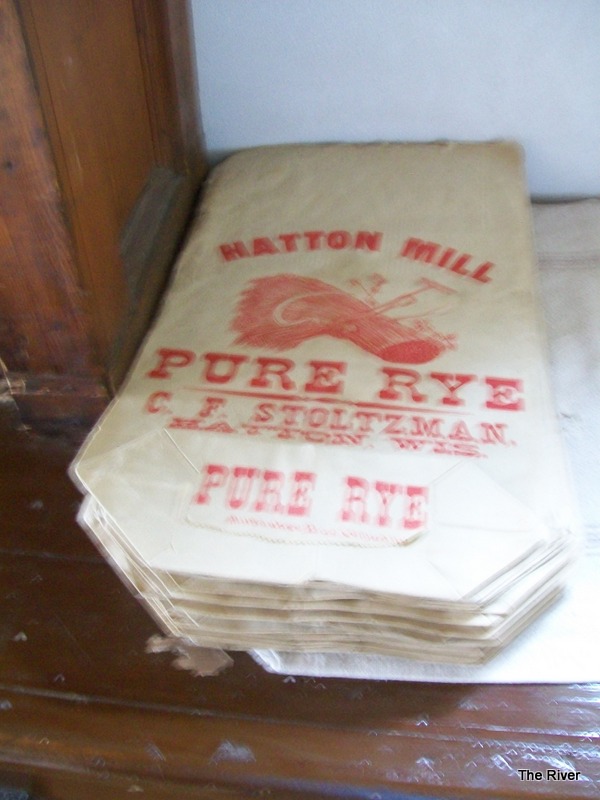 HATTON MILL
PURE RYE
C. F. STOLTZMAN.
HATTON, WIS.
PURE RYE
The River